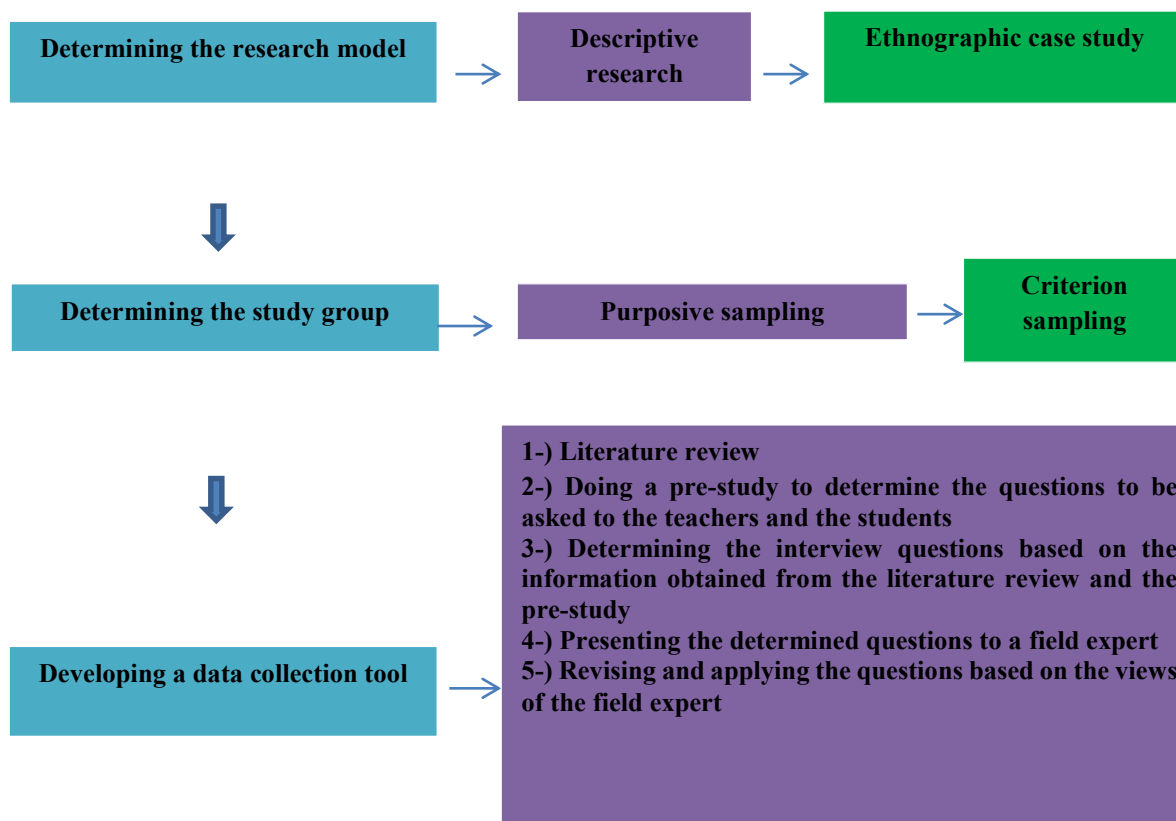 Determining the research model
Descriptive
research
Ethnographic case study
Determining the study group
Purposive sampling
Criterion
sampling
Developing a data collection tool
1-) Literature review
2-) Doing a pre-study to determine the questions to be
asked to the teachers and the students
3-) Determining the interview questions based on the
information obtained from the literature review and the
pre-study
4-) Presenting the determined questions to a field expert
5-) Revising and applying the questions based on the views
of the field expert